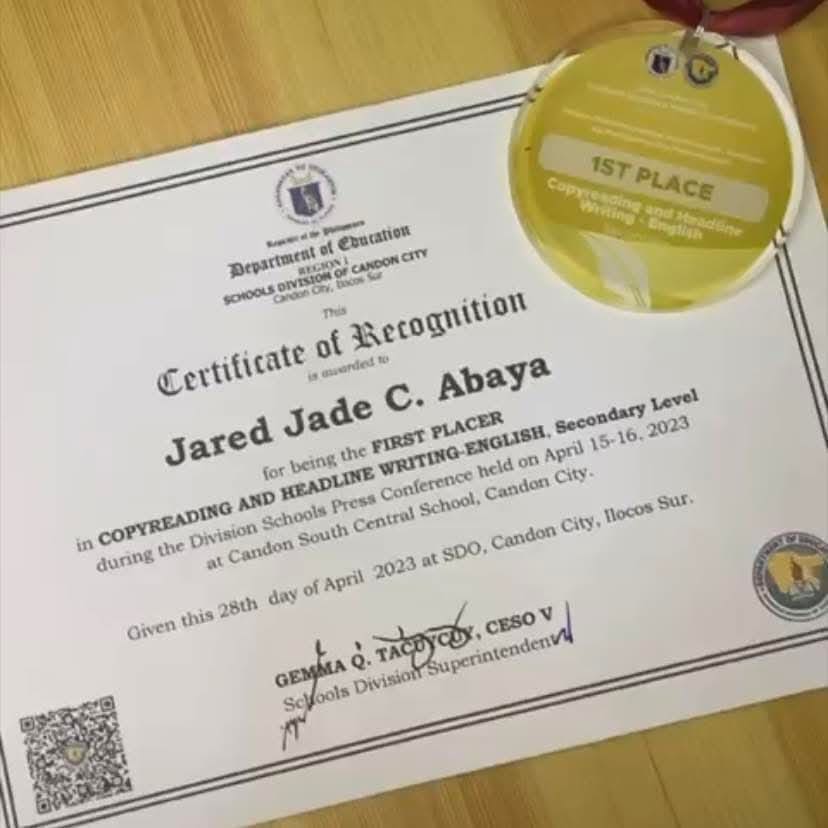 Republic of the Philippines
Department of Education
REGION I
SCHOOLS DIVISION OF CANDON CITY
Candon City, Ilocos Sur
This
Certificate of Recognition
is awarded to
Jared Jade C. Abaya
for being the FIRST PLACER
in COPYREADING AND HEADLINE WRITING-ENGLISH, Secondary Level
during the Division Schools Press Conference held on April 15-16, 2023
at Candon South Central School, Candon City.
Given this 28th day of April 2023 at SDO, Candon City, Ilocos Sur.
GEMMA Q. TACUYCUY, CESO V
Schools Division Superintendent
1ST PLACE
Copyreading and Headline
Writing - English